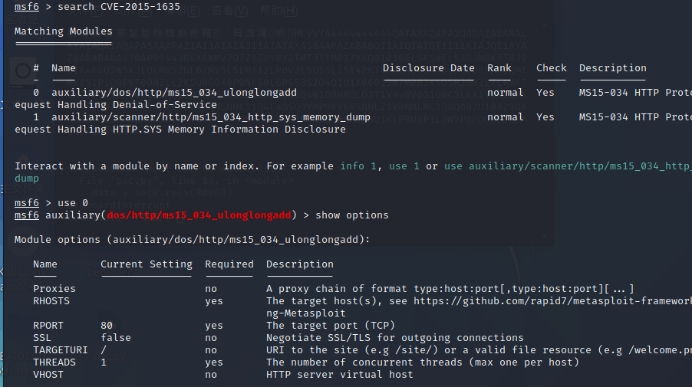 msf6 > search CVE-2015-1635
Matching Modules
================
# Name Disclosure Date Rank Check Description
- ---- --------------- ---- ----- -----------
0 auxiliary/dos/http/ms15_034_ulonglongadd normal Yes MS15-034 HTTP Proto
equest Handling Denial-of-Service
1 auxiliary/scanner/http/ms15_034_http_sys_memory_dump normal Yes MS15-034 HTTP Proto
equest Handling HTTP.SYS Memory Information Disclosure
Interact with a module by name or index. For example info 1, use 1 or use auxiliary/scanner/http/ms15_034_http_
dump
msf6 > use 0
msf6 auxiliary(dos/http/ms15_034_ulonglongadd) > show options
Module options (auxiliary/dos/http/ms15_034_ulonglongadd):
Name Current Setting Required Description
---- --------------- -------- -----------
Proxies no A proxy chain of format type:host:port[,type:host:port][...]
RHOSTS yes The target host(s), see https://github.com/rapid7/metasploit-framework
ng-Metasploit
RPORT 80 yes The target port (TCP)
SSL false no Negotiate SSL/TLS for outgoing connections
TARGETURI / no URI to the site (e.g /site/) or a valid file resource (e.g /welcome.pn
THREADS 1 yes The number of concurrent threads (max one per host)
VHOST no HTTP server virtual host